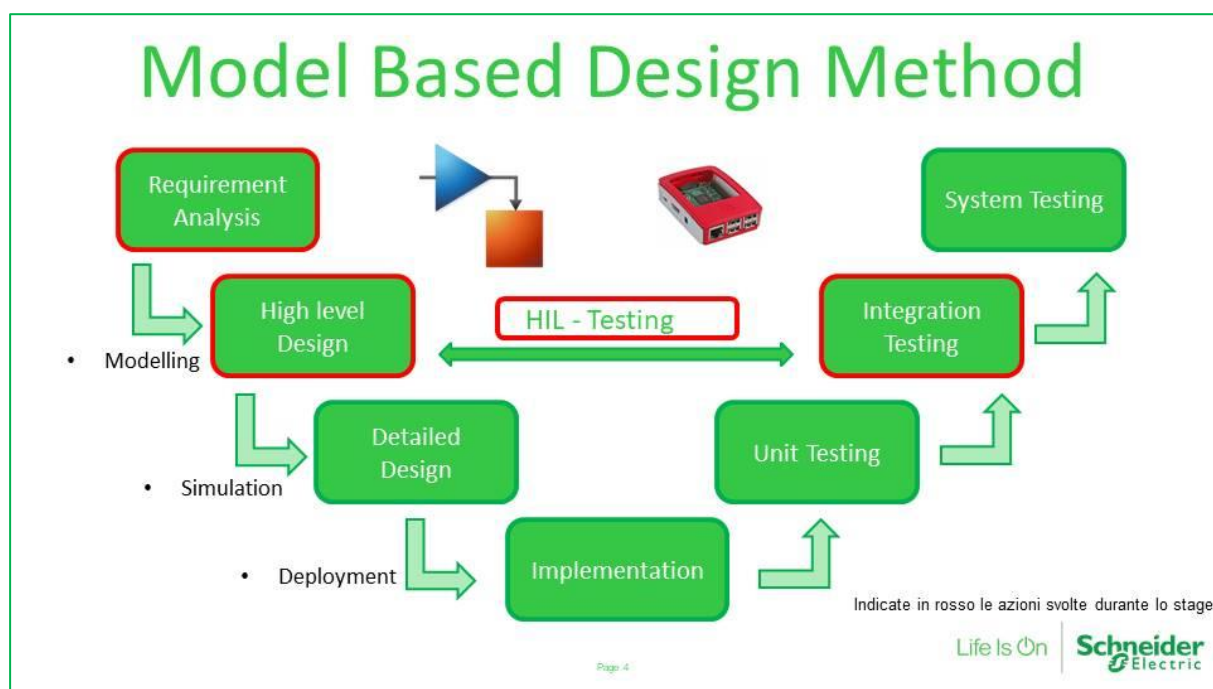 Model Based Design Method
Requirement
Analysis
System Testing
High level
Design
HIL - Testing
Integration
Testing
• Modelling
Detailed
Design
Unit Testing
• Simulation
Implementation
• Deployment
Indicate in rosso le azioni svolte durante lo stage
Life Is On
Schneider
Electric
Page 4